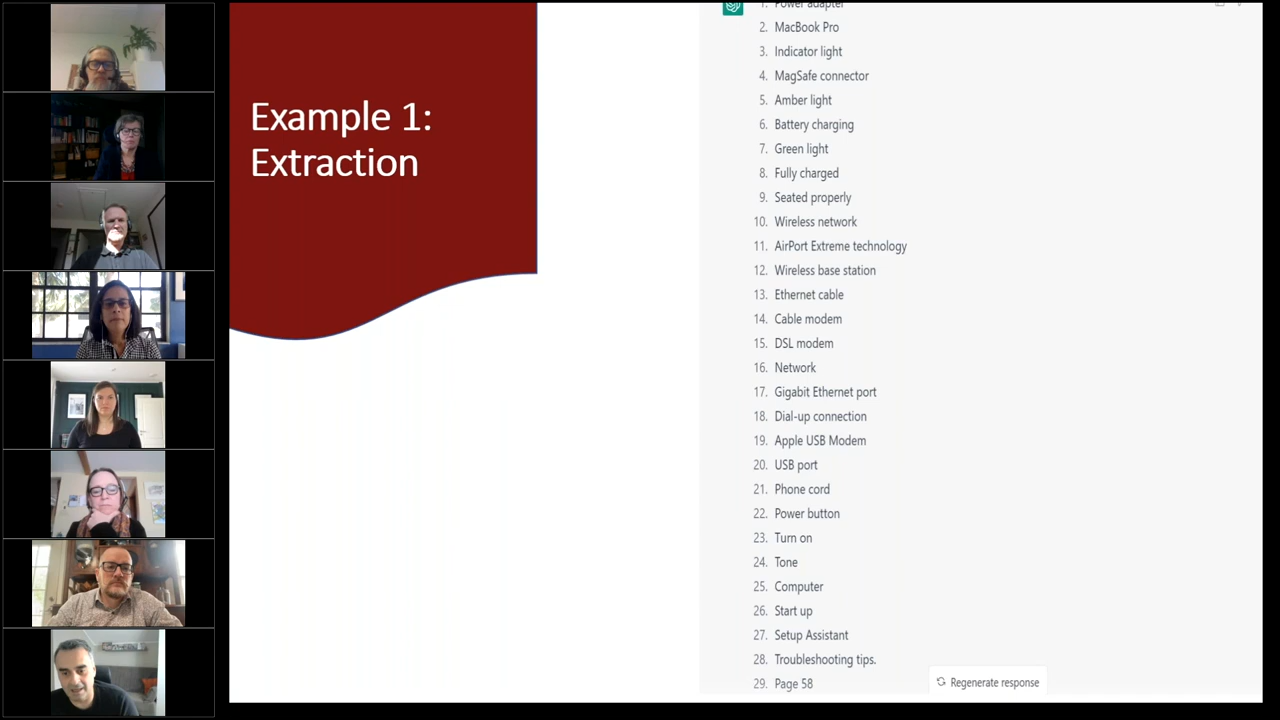 Example 1:
Extraction
1. Power adapter
2. MacBook Pro
3. Indicator light
4. MagSafe connector
5. Amber light
6. Battery charging
7. Green light
8. Fully charged
9. Seated properly
10. Wireless network
11. AirPort Extreme technology
12. Wireless base station
13. Ethernet cable
14. Cable modem
15. DSL modem
16. Network
17. Gigabit Ethernet port
18. Dial-up connection
19. Apple USB Modem
20. USB port
21. Phone cord
22. Power button
23. Turn on
24. Tone
25. Computer
26. Start up
27. Setup Assistant
28. Troubleshooting tips.
29. Page 58
Regenerate response